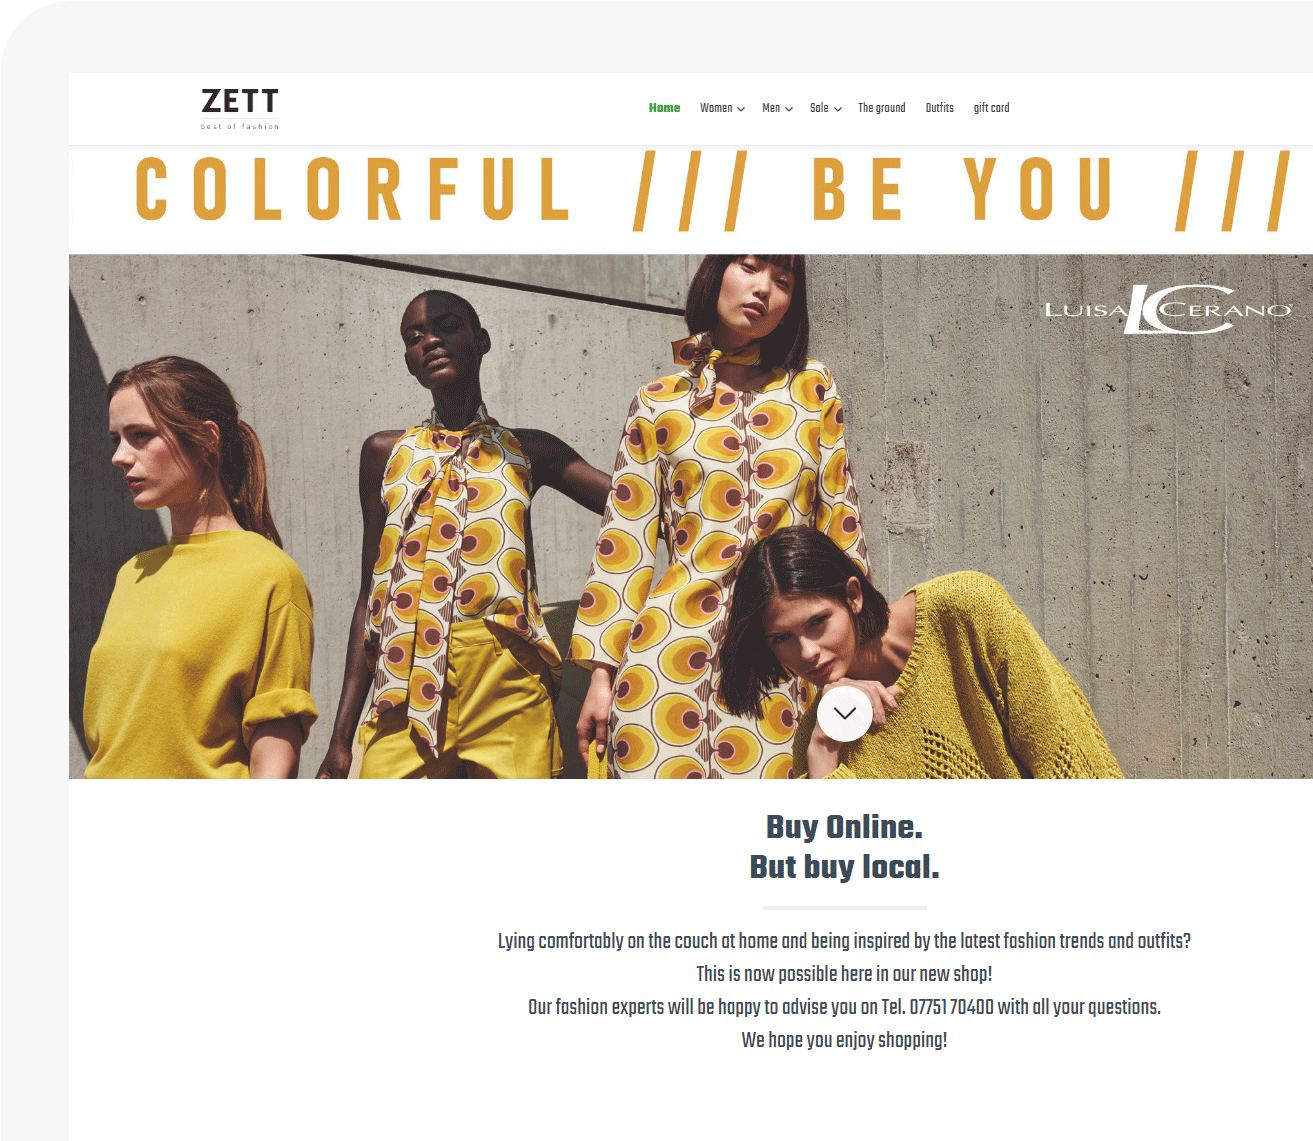 ZETT
best of fashion
Home Women Men Sale The ground Outfits gift card
COLORFUL /// BE YOU ///
LUISA CERANO
Buy Online.
But buy local.
Lying comfortably on the couch at home and being inspired by the latest fashion trends and outfits?
This is now possible here in our new shop!
Our fashion experts will be happy to advise you on Tel. 07751 70400 with all your questions.
We hope you enjoy shopping!